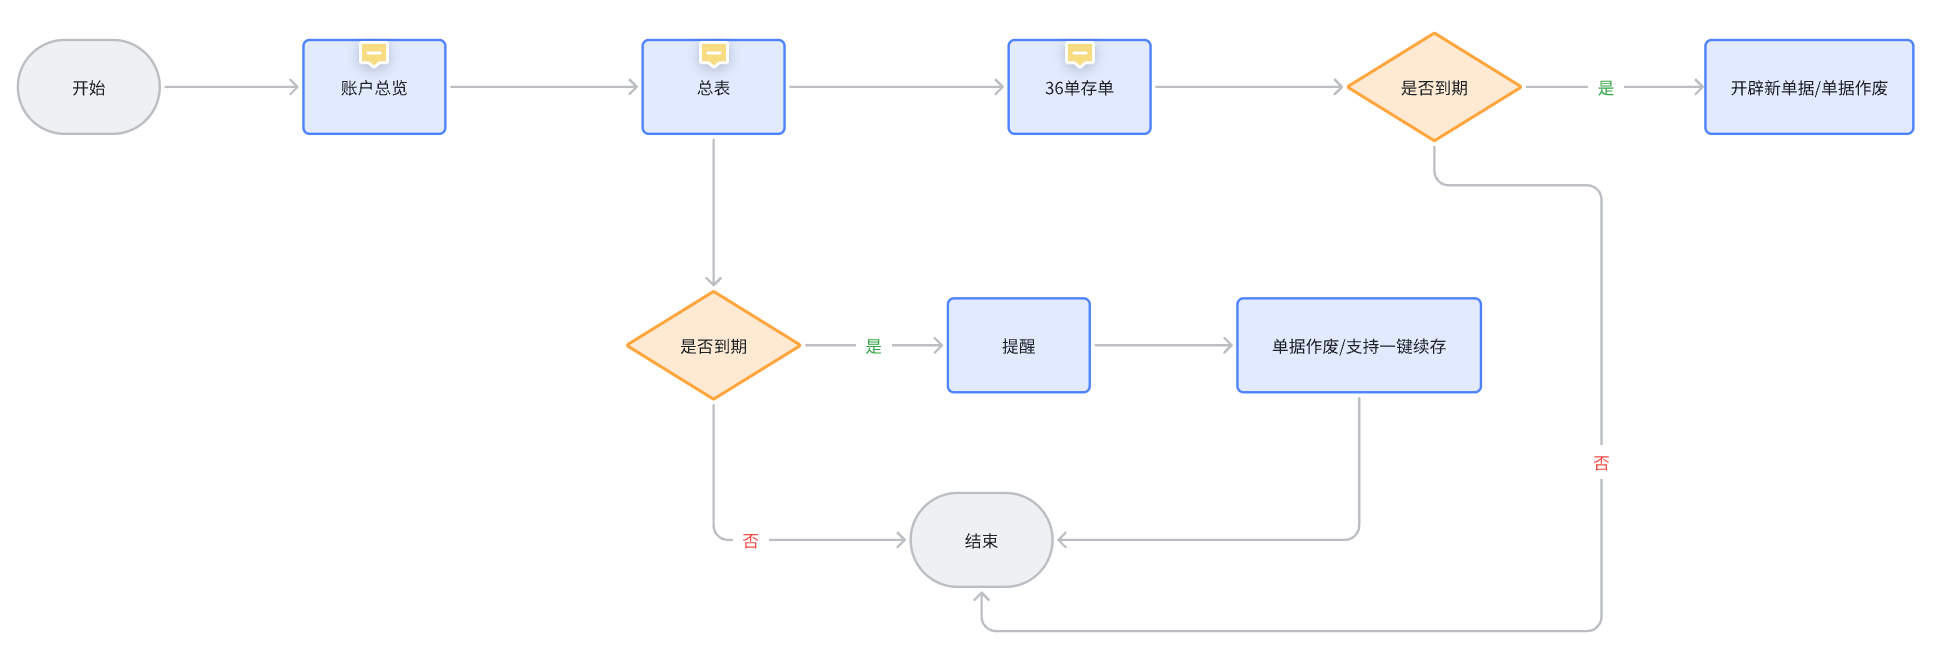 开始
账户总览
总表
36单存单
是否到期
是
开辟新单据/单据作废
是否到期
是
提醒
单据作废/支持一键续存
否
否
结束